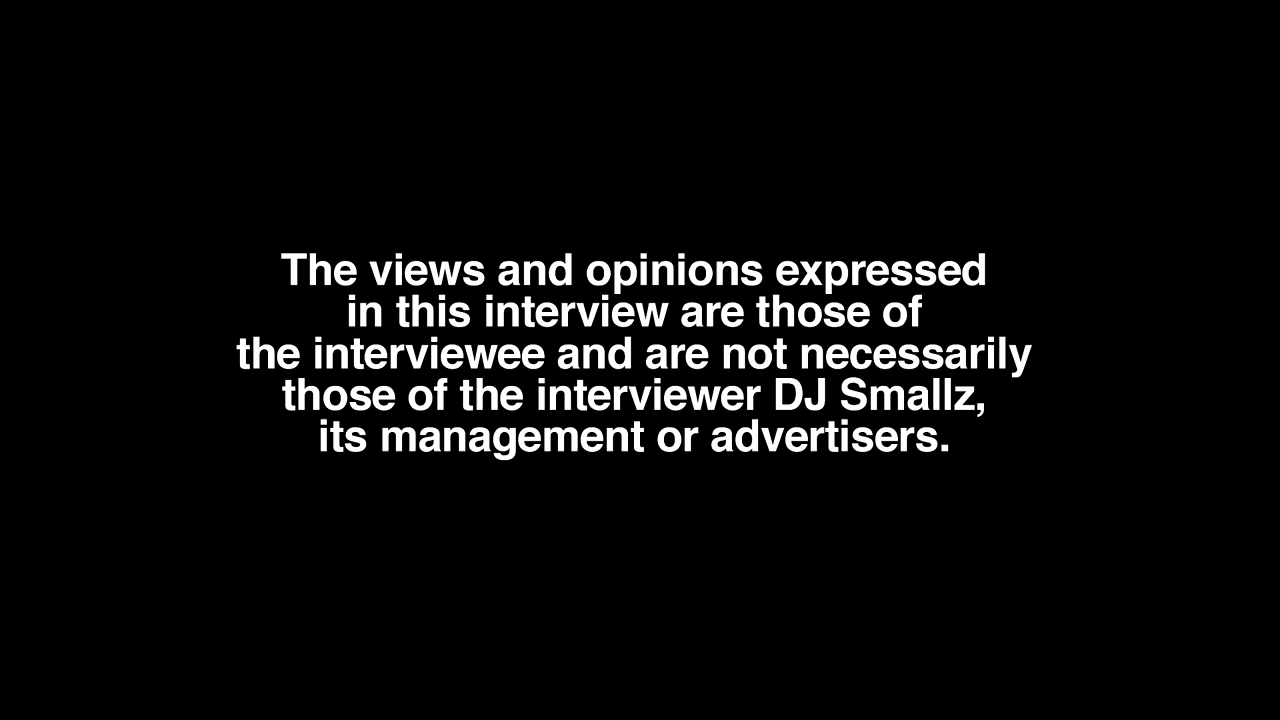 The views and opinions expressed
in this interview are those of
the interviewee and are not necessarily
those of the interviewer DJ Smallz,
its management or advertisers.